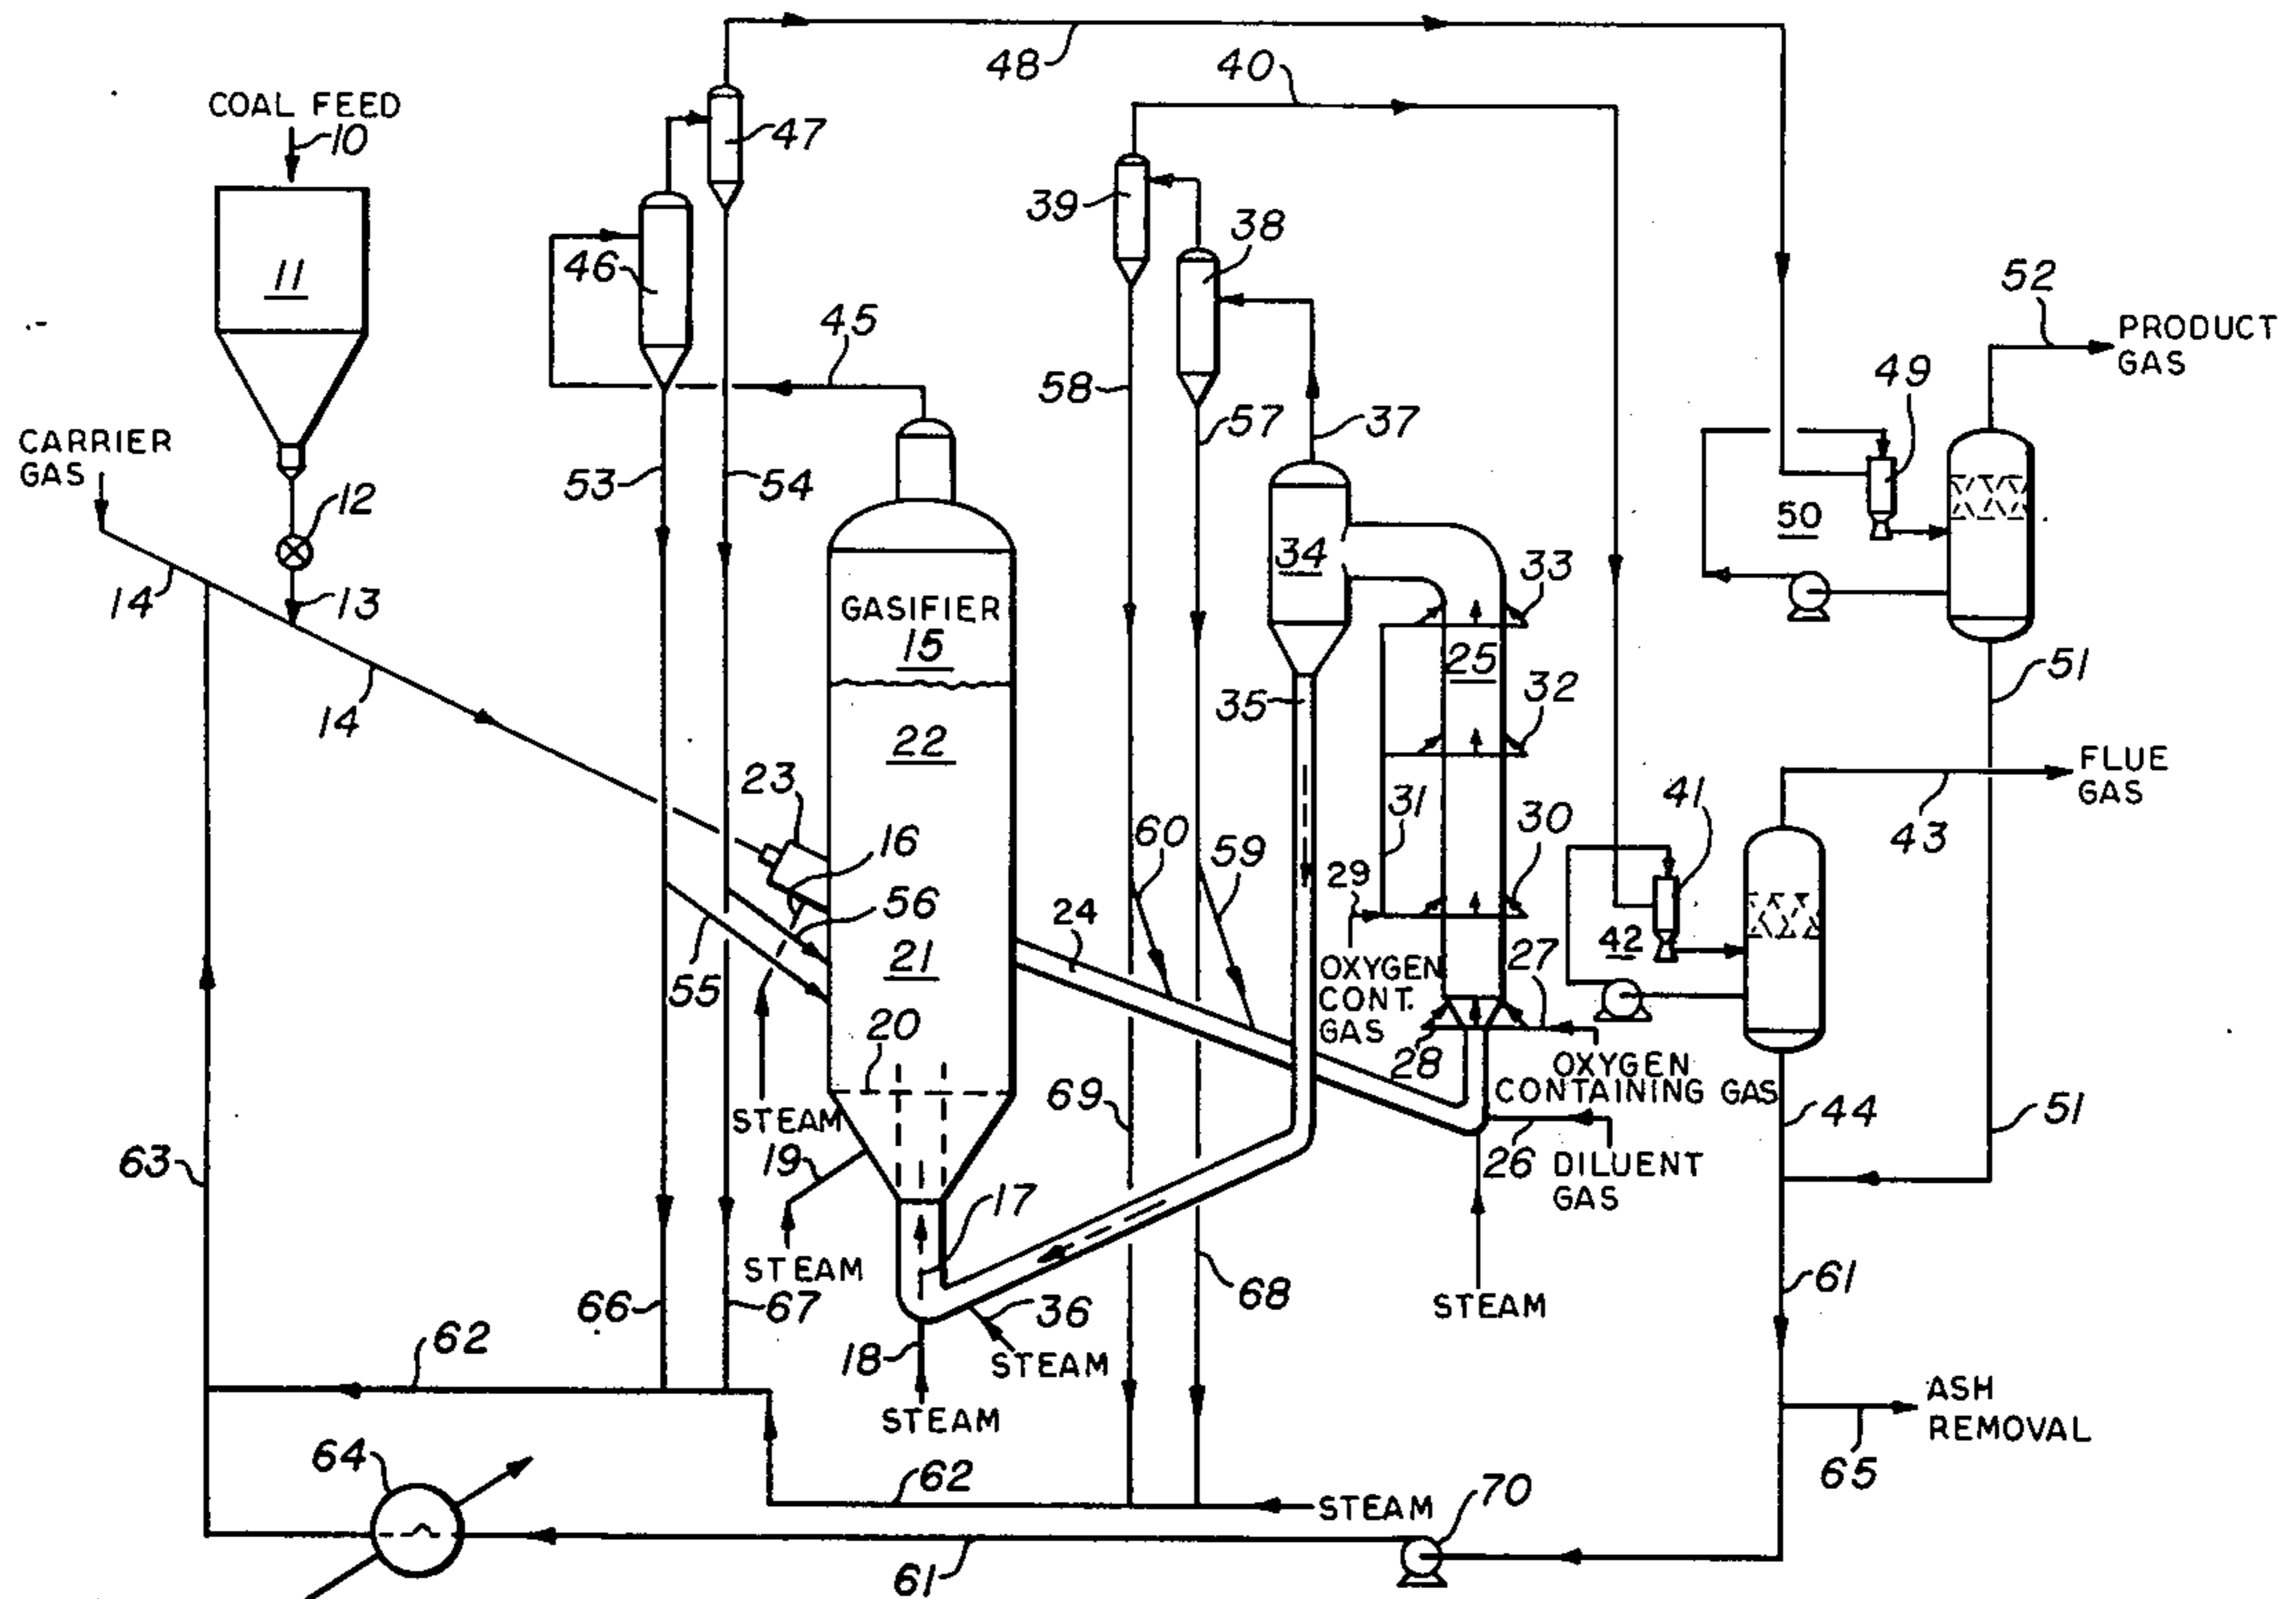 48
40
COAL FEED
10
47
39
38
11
46
52
PRODUCT
GAS
45
49
58
57
37
CARRIER
GAS
53
54
12
50
34
33
14
13
GASIFIER
15
25
51
35
32
14
22
FLUE
GAS
23
31
41
43
16
60
59
30
29
56
24
42
27
21
55
OXYGEN
CONT.
GAS
20
28
OXYGEN
CONTAINING GAS
STEAM
69
44
51
63
19
26
DILUENT
GAS
17
STEAM
68
61
66
67
36
STEAM
62
18
STEAM
STEAM
ASH
REMOVAL
65
64
62
STEAM
70
61